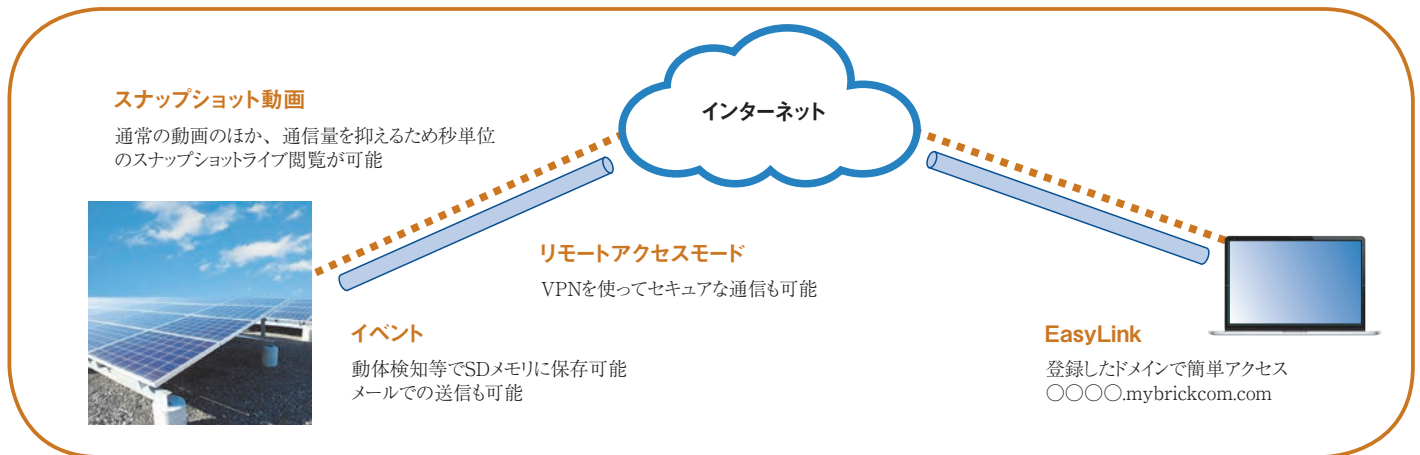 スナップショット動画
通常の動画のほか、通信量を抑えるため秒単位
のスナップショットライブ閲覧が可能
インターネット
リモートアクセスモード
VPNを使ってセキュアな通信も可能
イベント
動体検知等でSDメモリに保存可能
メールでの送信も可能
EasyLink
登録したドメインで簡単アクセス
○○○○.mybrickcom.com